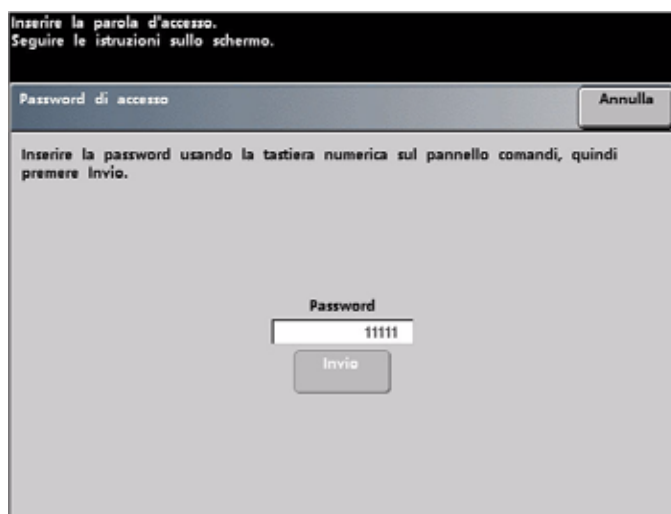 Inserire la parola d'accesso.
Seguire le istruzioni sullo schermo.
Password di accesso
Annulla
Inserire la password usando la tastiera numerica sul pannello comandi, quindi
premere Invio.
Password
11111
Invio